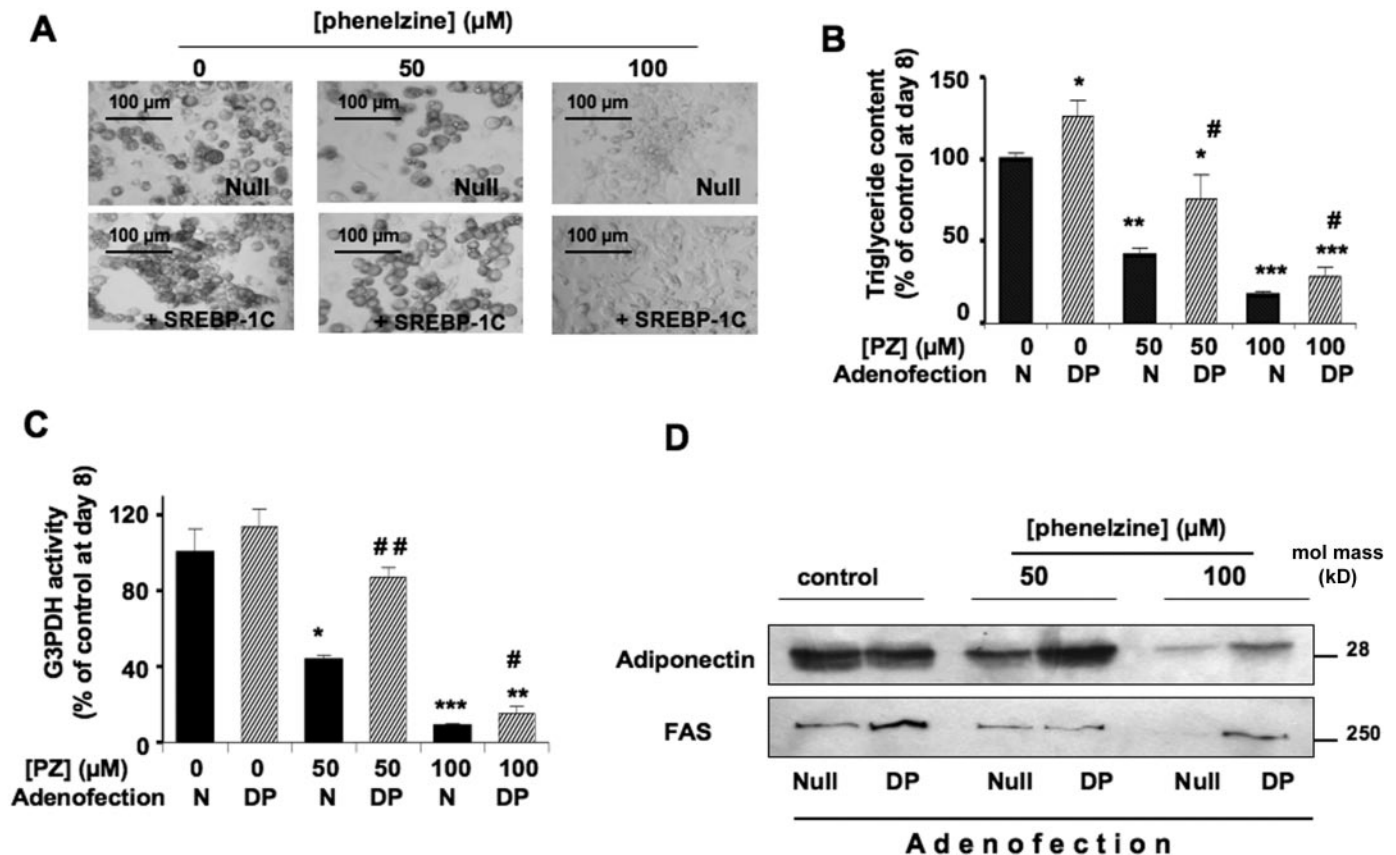 A
[phenelzine] (µM)
0 50 100
100 µm 100 µm 100 µm
Null Null Null
100 µm 100 µm 100 µm
+ SREBP-1C + SREBP-1C + SREBP-1C
B
Triglyceride content
(% of control at day 8)
150
100
50
0
*
#
*
**
#
***
***
[PZ] (µM) 0 0 50 50 100 100
Adenofection N DP N DP N DP
C
G3PDH activity
(% of control at day 8)
120
80
40
0
##
*
#
***
**
[PZ] (µM) 0 0 50 50 100 100
Adenofection N DP N DP N DP
D
[phenelzine] (µM)
control 50 100
mol mass
(kD)
Adiponectin 28
FAS 250
Null DP Null DP Null DP
Adenofection